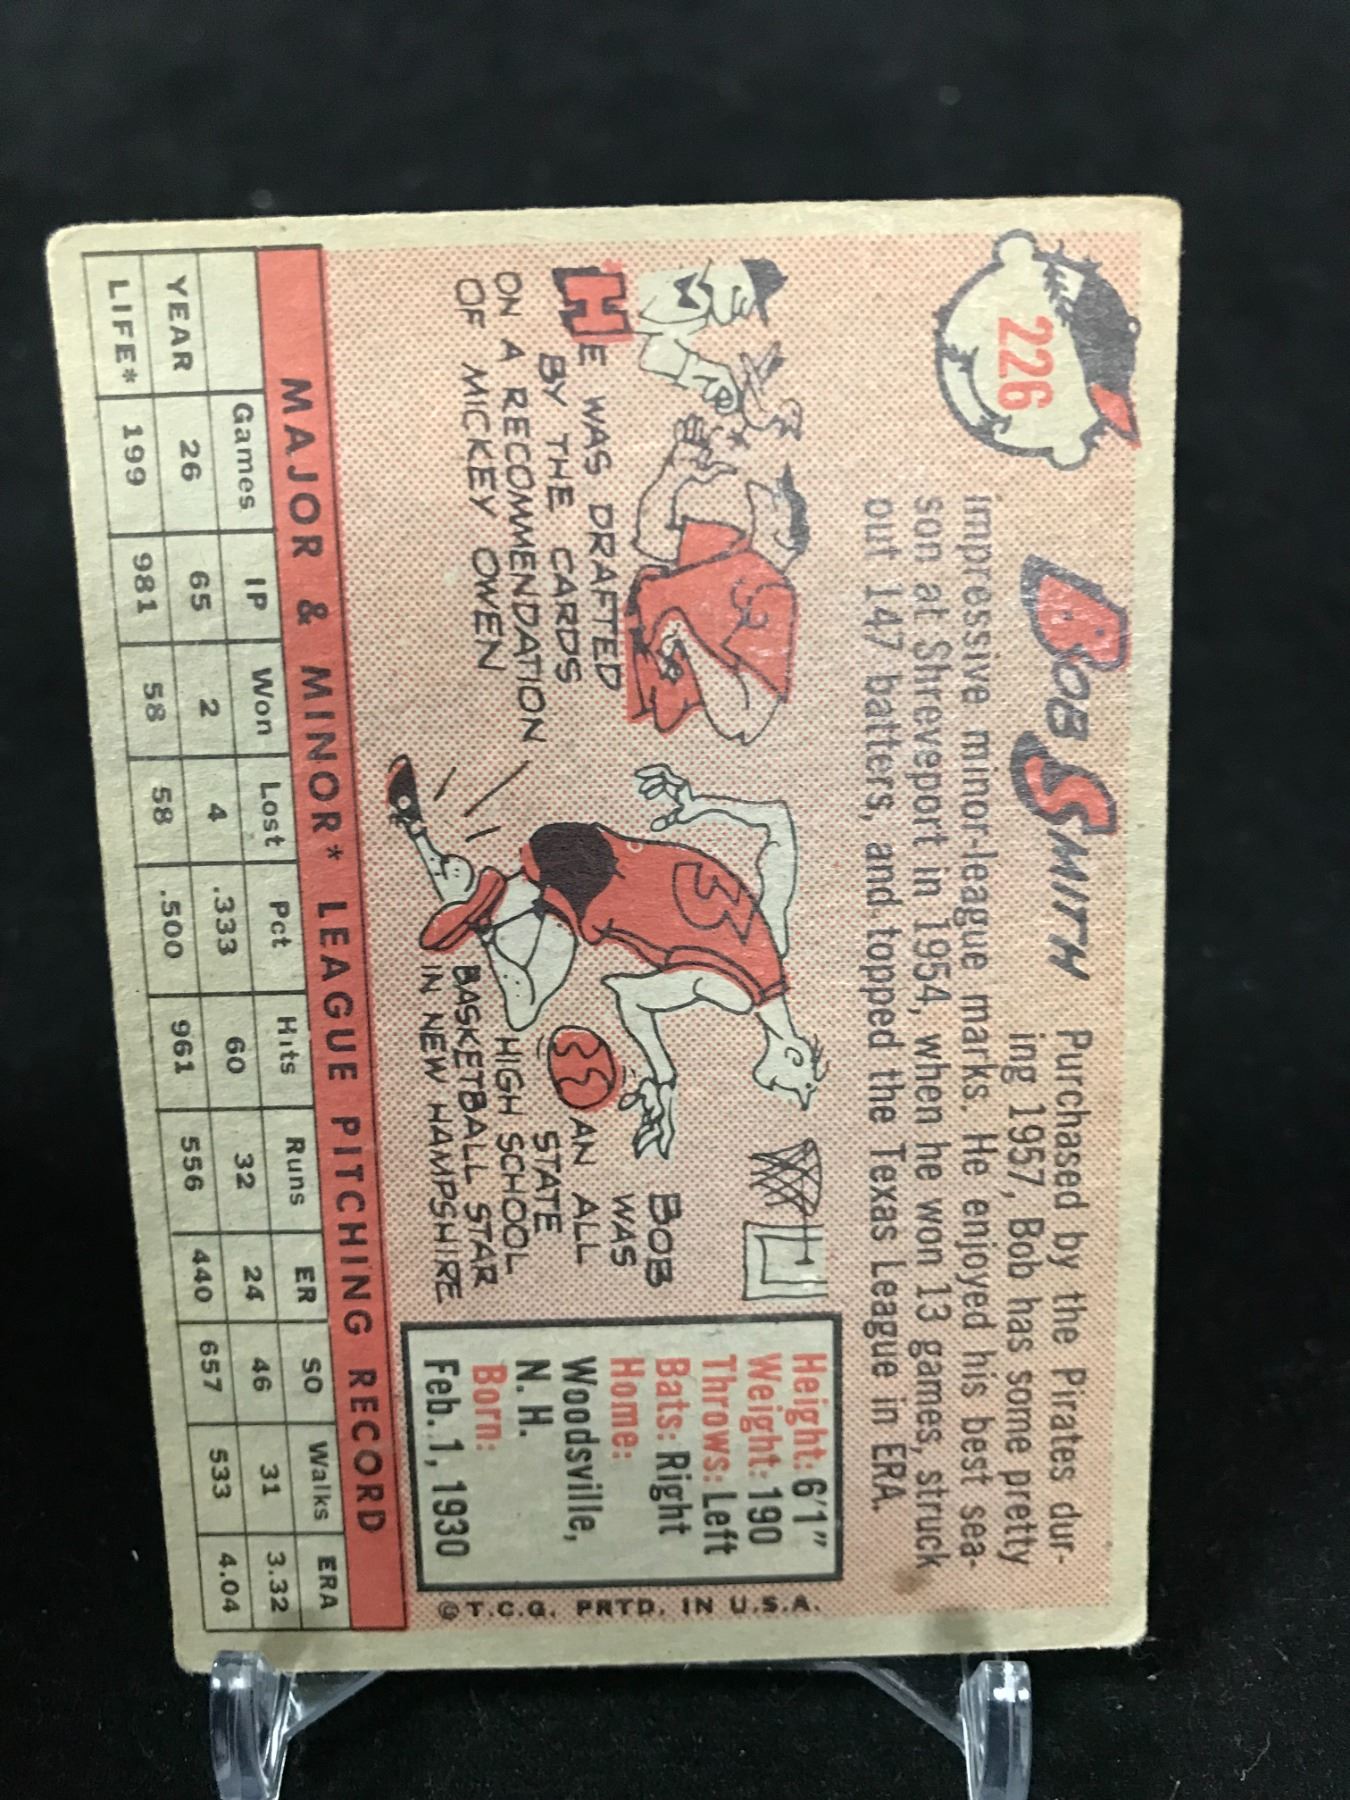 226
BOB SMITH
Purchased by the Pirates dur-
ing 1957, Bob has some pretty
impressive minor-league marks. He enjoyed his best sea-
son at Shreveport in 1954, when he won 13 games, struck
out 147 batters, and topped the Texas League in ERA.
HE WAS DRAFTED
BY THE CARDS
ON A RECOMMENDATION
OF MICKEY OWEN
33
BOB
WAS
AN ALL
STATE
HIGH SCHOOL
BASKETBALL STAR
IN NEW HAMPSHIRE
Height: 6'1"
Weight: 190
Throws: Left
Bats: Right
Home:
Woodsville,
N. H.
Born:
Feb. 1, 1930
© T.C.G. PRTD. IN U.S.A.
MAJOR & MINOR* LEAGUE PITCHING RECORD
Games IP Won Lost Pct Hits Runs ER SO Walks ERA
YEAR 26 65 2 4 .333 60 32 24 46 31 3.32
LIFE* 199 981 58 58 .500 961 556 440 657 533 4.04